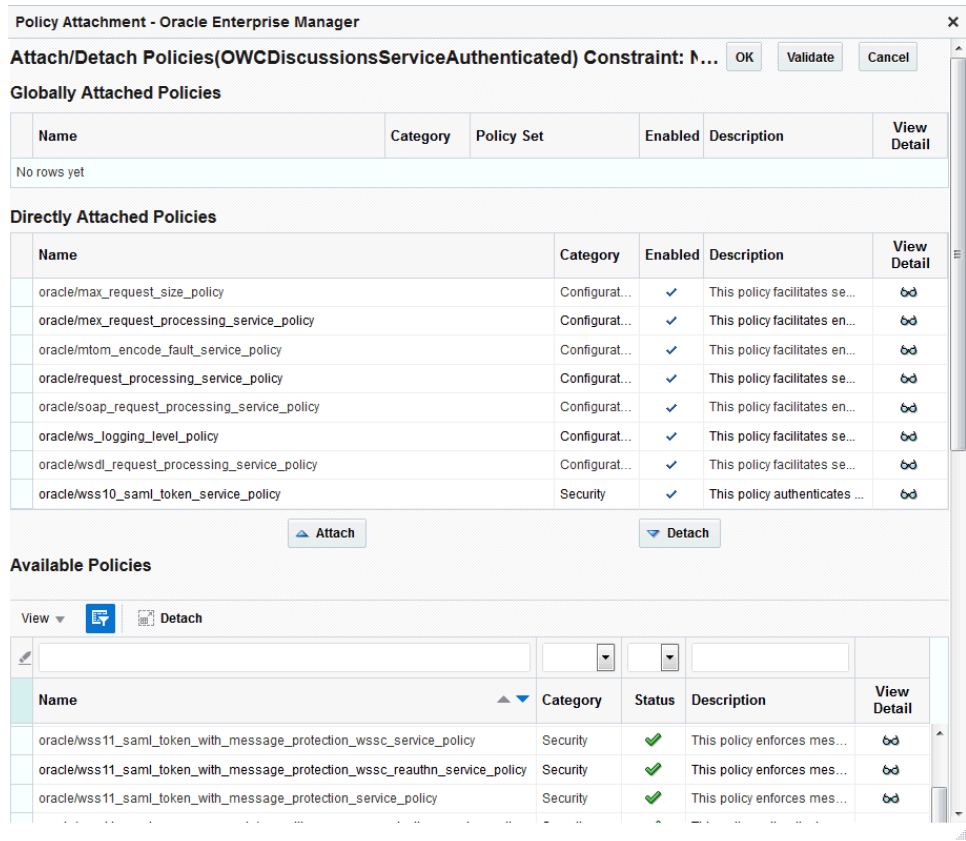 Policy Attachment - Oracle Enterprise Manager
Attach/Detach Policies(OWCDiscussionsServiceAuthenticated) Constraint: N... OK Validate Cancel
Globally Attached Policies
Name Category Policy Set Enabled Description View Detail
No rows yet
Directly Attached Policies
Name Category Enabled Description View Detail
oracle/max_request_size_policy Configurat... This policy facilitates se...
oracle/mex_request_processing_service_policy Configurat... This policy facilitates en...
oracle/mtom_encode_fault_service_policy Configurat... This policy facilitates en...
oracle/request_processing_service_policy Configurat... This policy facilitates se...
oracle/soap_request_processing_service_policy Configurat... This policy facilitates en...
oracle/ws_logging_level_policy Configurat... This policy facilitates se...
oracle/wsdl_request_processing_service_policy Configurat... This policy facilitates se...
oracle/wss10_saml_token_service_policy Security This policy authenticates ...
Attach Detach
Available Policies
View Detach
Name Category Status Description View Detail
oracle/wss11_saml_token_with_message_protection_wssc_service_policy Security This policy enforces mes...
oracle/wss11_saml_token_with_message_protection_wssc_reauthn_service_policy Security This policy enforces mes...
oracle/wss11_saml_token_with_message_protection_service_policy Security This policy enforces mes...